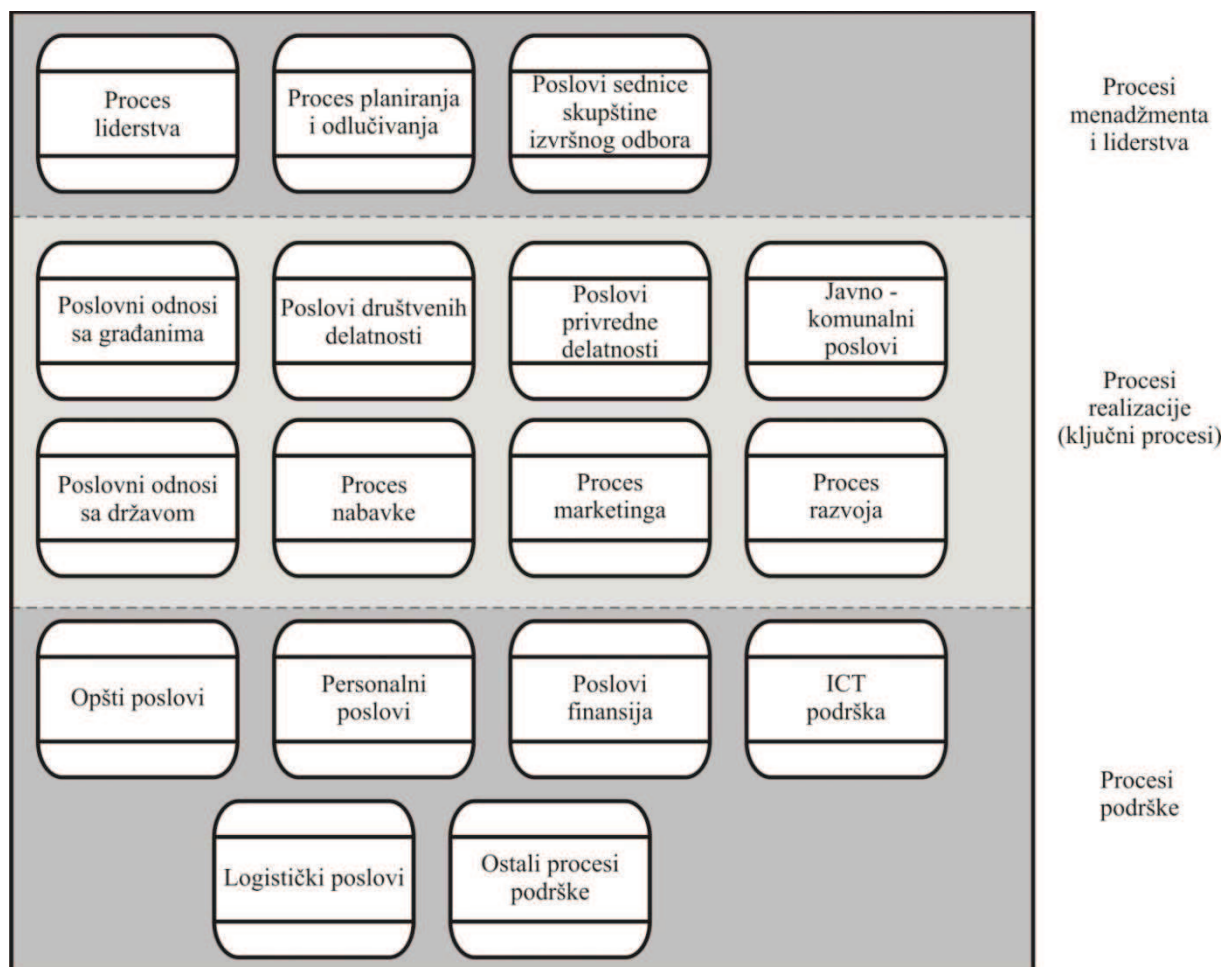 Proces
liderstva
Proces planiranja
i odlučivanja
Poslovi sednice
skupštine
izvršnog odbora
Procesi
menadžmenta
i liderstva
Poslovni odnosi
sa građanima
Poslovi društvenih
delatnosti
Poslovi
privredne
delatnosti
Javno -
komunalni
poslovi
Poslovni odnosi
sa državom
Proces
nabavke
Proces
marketinga
Proces
razvoja
Procesi
realizacije
(ključni procesi)
Opšti poslovi
Personalni
poslovi
Poslovi
finansija
ICT
podrška
Logistički poslovi
Ostali procesi
podrške
Procesi
podrške